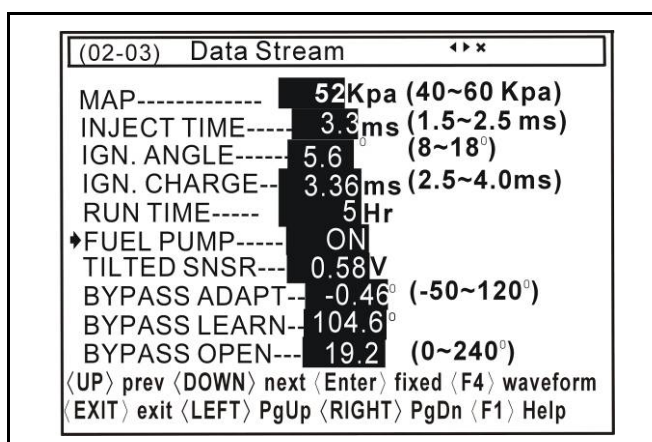 (02-03) Data Stream
MAP------------- 52Kpa (40~60 Kpa)
INJECT TIME----- 3.3ms (1.5~2.5 ms)
IGN. ANGLE------ 5.6° (8~18°)
IGN. CHARGE-- 3.36ms (2.5~4.0ms)
RUN TIME----- 5Hr
FUEL PUMP----- ON
TILTED SNSR--- 0.58V
BYPASS ADAPT-- -0.46° (-50~120°)
BYPASS LEARN-- 104.6°
BYPASS OPEN--- 19.2 (0~240°)
〈UP〉 prev 〈DOWN〉 next 〈Enter〉 fixed 〈F4〉 waveform
〈EXIT〉 exit 〈LEFT〉 PgUp 〈RIGHT〉 PgDn 〈F1〉 Help